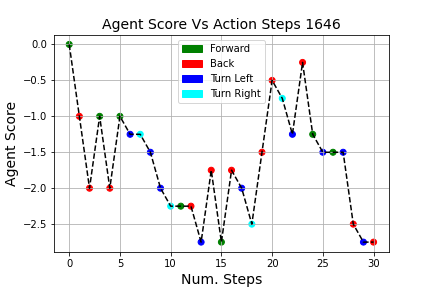 Agent Score Vs Action Steps 1646
Forward
Back
Turn Left
Turn Right
Agent Score
0.0
−0.5
−1.0
−1.5
−2.0
−2.5
0 5 10 15 20 25 30
Num. Steps